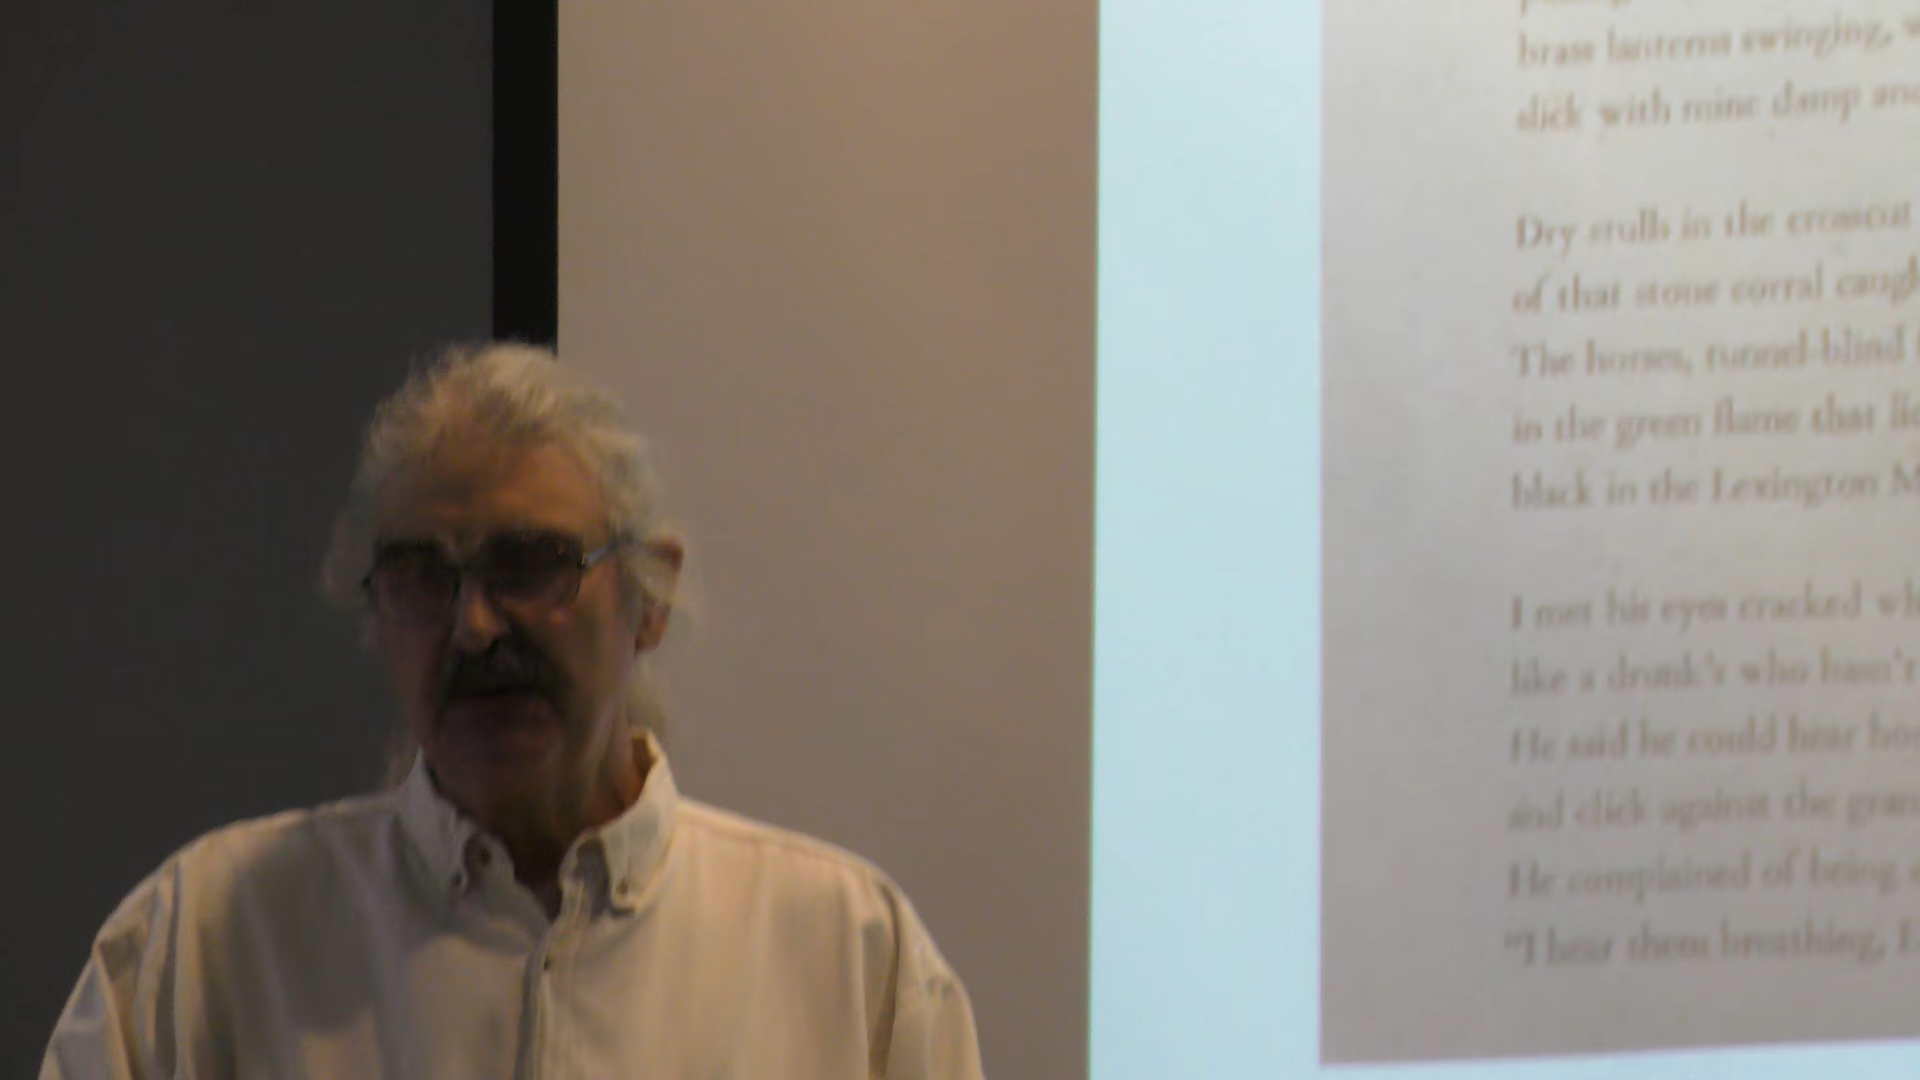 brass lanterns swinging,
slick with mine damp and
Dry stulls in the crosscut
of that stone corral
The horses, tunnel-blind
in the green flame that
black in the Lexington
I met his eyes cracked
like a drunk's who hasn't
He said he could hear
and click against the
He complained of being
"I hear them breathing,